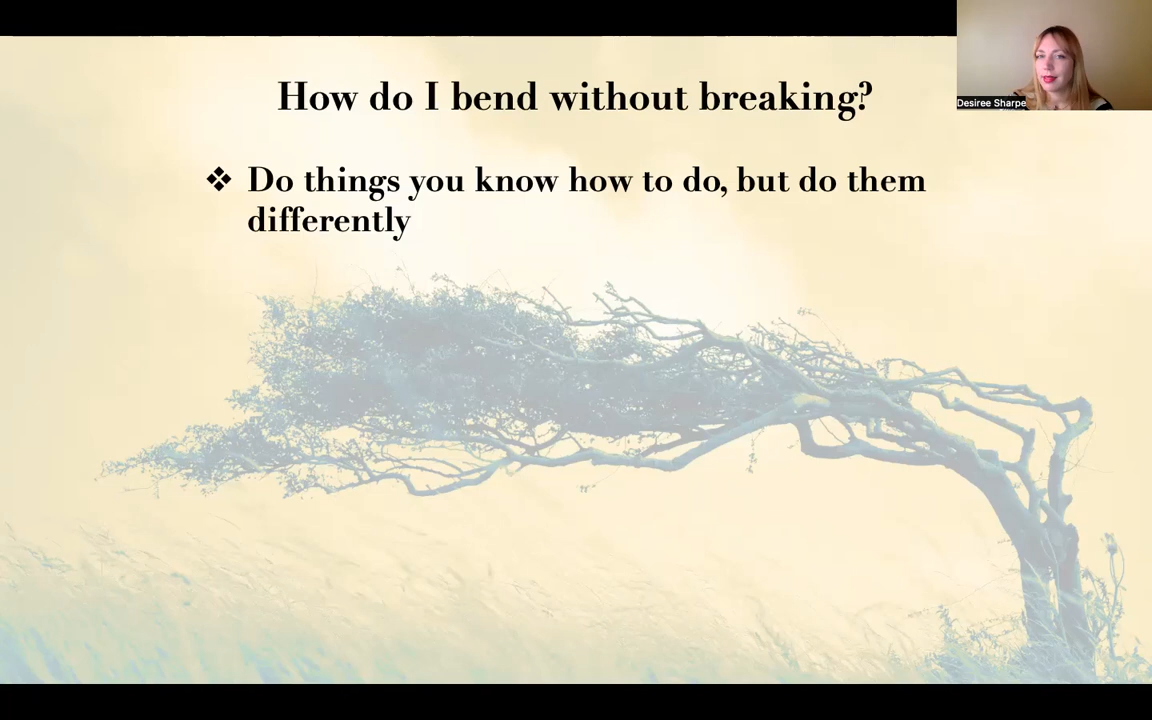 How do I bend without breaking?
Desiree Sharpe
❖ Do things you know how to do, but do them
differently